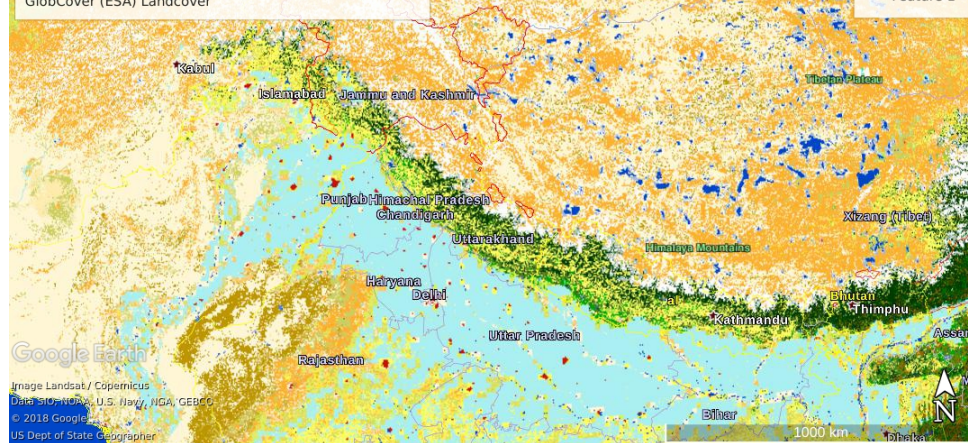 GlobCover (ESA) Landcover
Kabul
Tibetan Plateau
Islamabad
Jammu and Kashmir
Punjab
Himachal Pradesh
Chandigarh
Xizang (Tibet)
Uttarakhand
Himalaya Mountains
Haryana
Delhi
al
Bhutan
Thimphu
Kathmandu
Uttar Pradesh
Assam
Google Earth
Rajasthan
Image Landsat / Copernicus
Data SIO, NOAA, U.S. Navy, NGA, GEBCO
© 2018 Google
US Dept of State Geographer
N
Bihar
1000 km
Dhaka